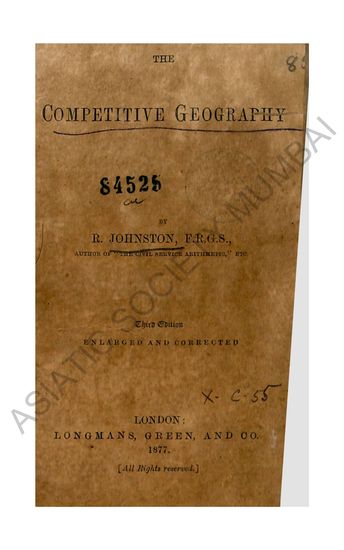 THE
85
COMPETITIVE GEOGRAPHY
84525
BY
R. JOHNSTON, F.R.G.S.,
AUTHOR OF "THE CIVIL SERVICE ARITHMETIC," ETC.
Third Edition
ENLARGED AND CORRECTED
X-C-55
LONDON:
LONGMANS, GREEN, AND CO.
1877.
[All Rights reserved.]
ASIATIC SOCIETY MUMBAI